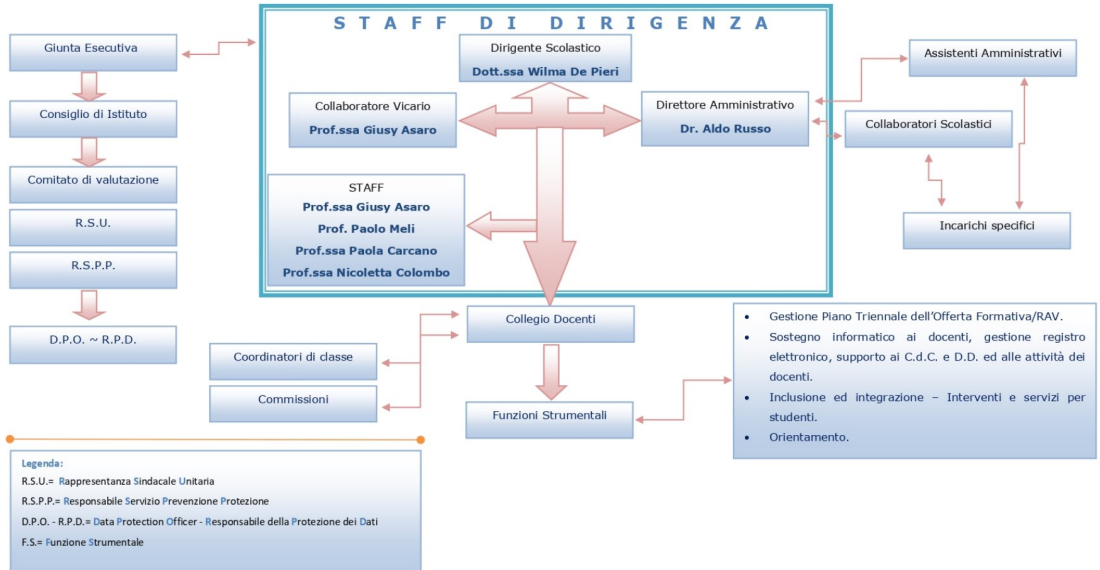 STAFF DI DIRIGENZA
Giunta Esecutiva
Consiglio di Istituto
Comitato di valutazione
R.S.U.
R.S.P.P.
D.P.O. ~ R.P.D.
Dirigente Scolastico
Dott.ssa Wilma De Pieri
Collaboratore Vicario
Prof.ssa Giusy Asaro
Direttore Amministrativo
Dr. Aldo Russo
STAFF
Prof.ssa Giusy Asaro
Prof. Paolo Meli
Prof.ssa Paola Carcano
Prof.ssa Nicoletta Colombo
Assistenti Amministrativi
Collaboratori Scolastici
Incarichi specifici
Collegio Docenti
Coordinatori di classe
Commissioni
Funzioni Strumentali
• Gestione Piano Triennale dell'Offerta Formativa/RAV.
• Sostegno informatico ai docenti, gestione registro
elettronico, supporto ai C.d.C. e D.D. ed alle attività dei
docenti.
• Inclusione ed integrazione – Interventi e servizi per
studenti.
• Orientamento.
Legenda:
R.S.U.= Rappresentanza Sindacale Unitaria
R.S.P.P.= Responsabile Servizio Prevenzione Protezione
D.P.O. - R.P.D.= Data Protection Officer - Responsabile della Protezione dei Dati
F.S.= Funzione Strumentale